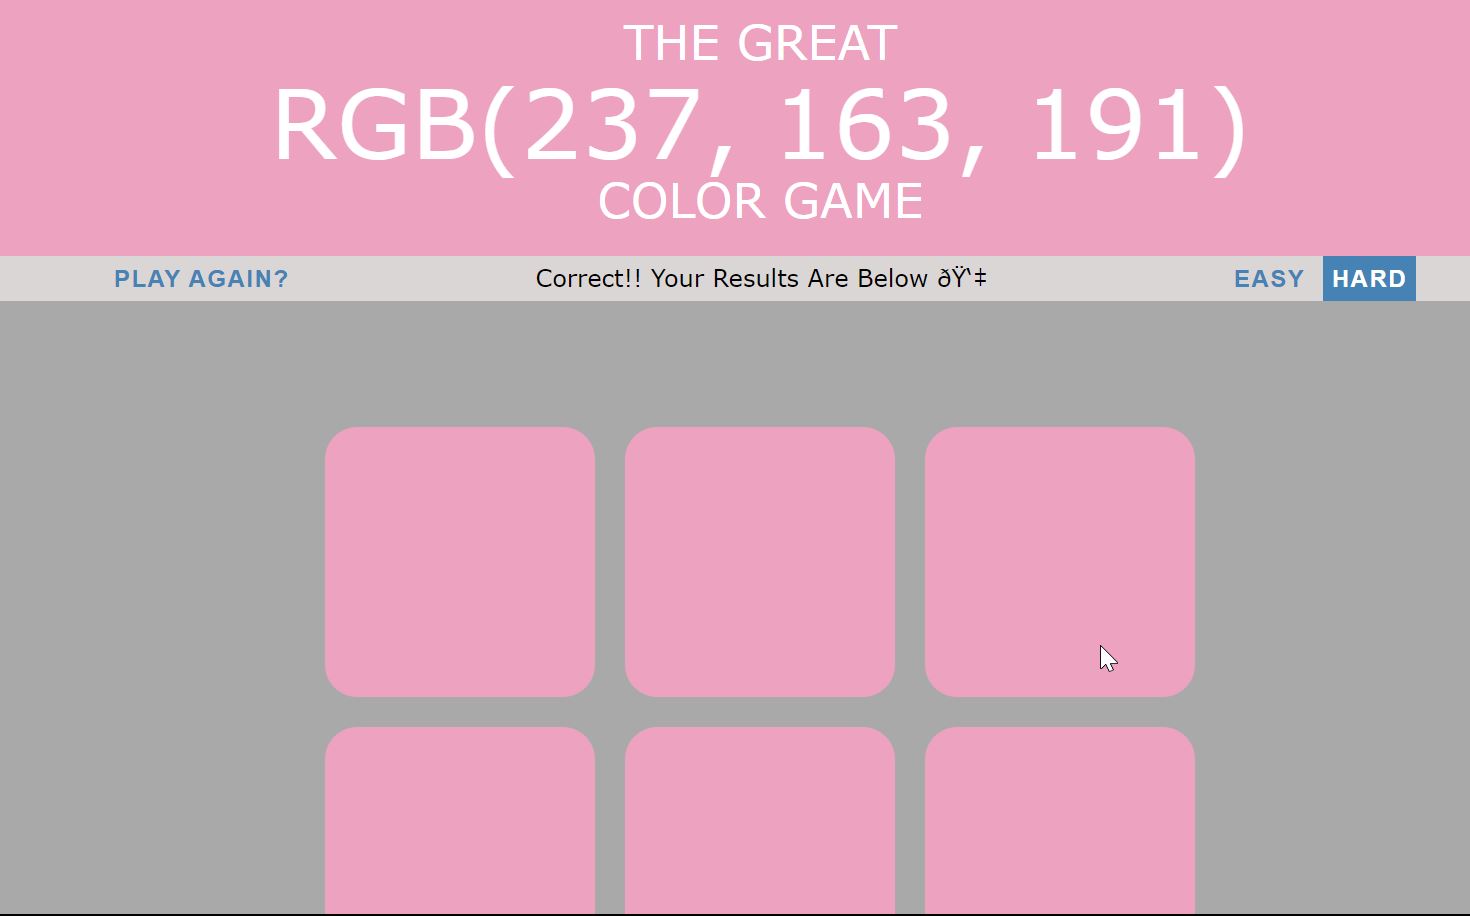 THE GREAT
RGB(237, 163, 191)
COLOR GAME
PLAY AGAIN? Correct!! Your Results Are Below ðŸ‘‡ EASY HARD